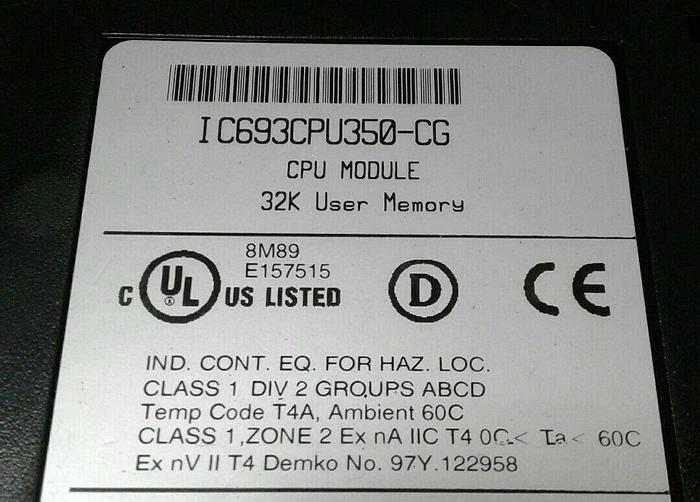 IC693CPU350-CG
CPU MODULE
32K User Memory
8M89
E157515
C UL US LISTED
D
CE
IND. CONT. EQ. FOR HAZ. LOC.
CLASS 1 DIV 2 GROUPS ABCD
Temp Code T4A, Ambient 60C
CLASS 1,ZONE 2 Ex nA IIC T4 0C< Ta < 60C
Ex nV II T4 Demko No. 97Y.122958